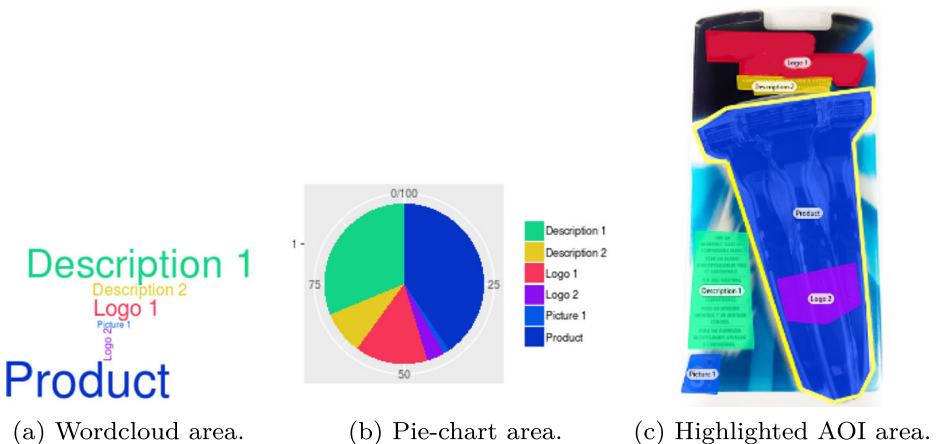 Description 1
Description 2
Logo 1
Picture 1
Logo 2
Product
0/100
1
75
25
50
Description 1
Description 2
Logo 1
Logo 2
Picture 1
Product
Logo 1
Description 2
Product
Logo 2
Description 1
Picture 1
(a) Wordcloud area.
(b) Pie-chart area.
(c) Highlighted AOI area.